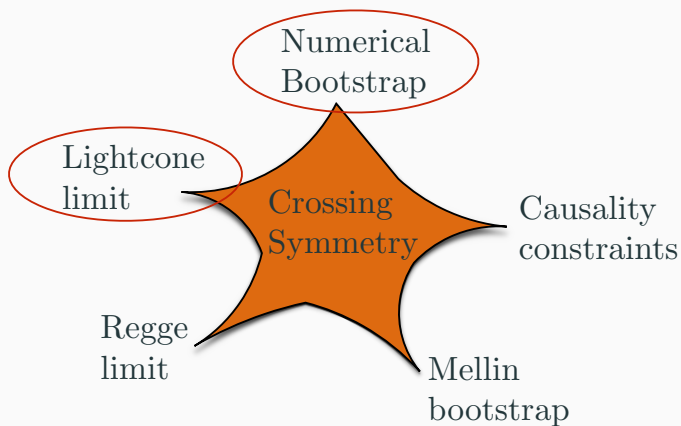 Numerical
Bootstrap
Lightcone
limit
Crossing
Symmetry
Causality
constraints
Regge
limit
Mellin
bootstrap